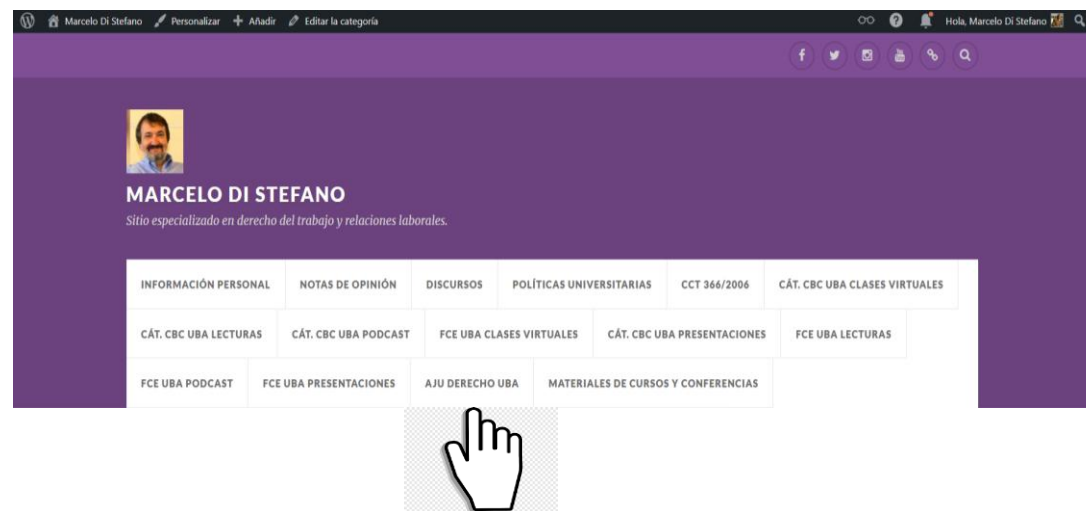 Marcelo Di Stefano Personalizar Añadir Editar la categoría Hola, Marcelo Di Stefano
MARCELO DI STEFANO
Sitio especializado en derecho del trabajo y relaciones laborales.
INFORMACIÓN PERSONAL NOTAS DE OPINIÓN DISCURSOS POLÍTICAS UNIVERSITARIAS CCT 366/2006 CÁT. CBC UBA CLASES VIRTUALES
CÁT. CBC UBA LECTURAS CÁT. CBC UBA PODCAST FCE UBA CLASES VIRTUALES CÁT. CBC UBA PRESENTACIONES FCE UBA LECTURAS
FCE UBA PODCAST FCE UBA PRESENTACIONES AJU DERECHO UBA MATERIALES DE CURSOS Y CONFERENCIAS